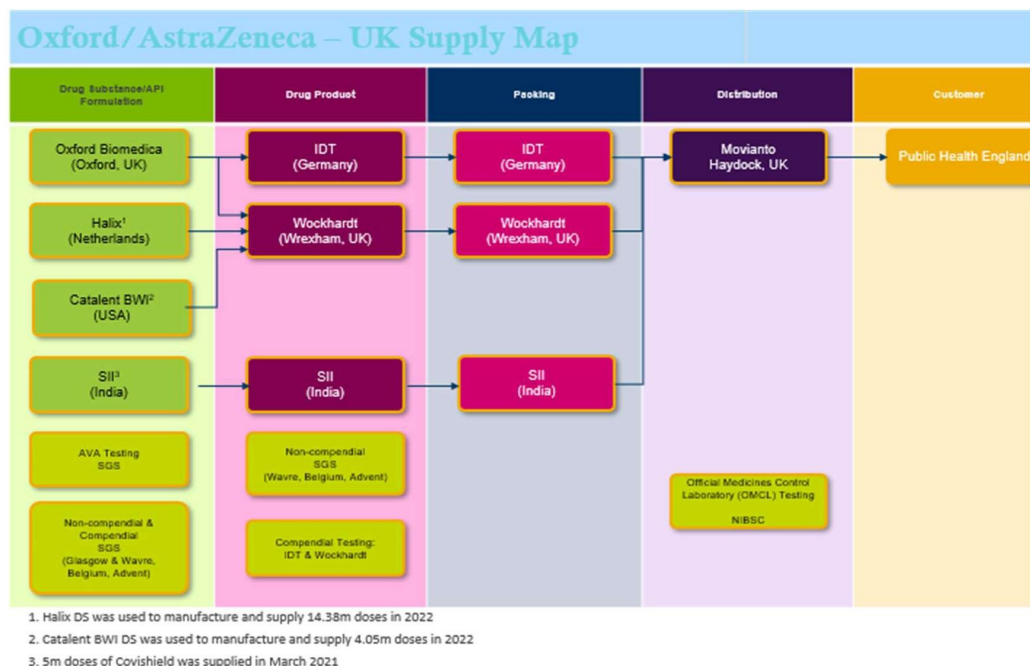 Oxford/AstraZeneca – UK Supply Map
Drug Substance/API
Formulation
Drug Product
Packing
Distribution
Customer
Oxford Biomedica
(Oxford, UK)
IDT
(Germany)
IDT
(Germany)
Movianto
Haydock, UK
Public Health England
Halix¹
(Netherlands)
Wockhardt
(Wrexham, UK)
Wockhardt
(Wrexham, UK)
Catalent BWI²
(USA)
SII³
(India)
SII
(India)
SII
(India)
AVA Testing
SGS
Non-compendial
SGS
(Wavre, Belgium, Advent)
Official Medicines Control
Laboratory (OMCL) Testing
NIBSC
Non-compendial &
Compendial
SGS
(Glasgow & Wavre,
Belgium, Advent)
Compendial Testing:
IDT & Wockhardt
1. Halix DS was used to manufacture and supply 14.38m doses in 2022
2. Catalent BWI DS was used to manufacture and supply 4.05m doses in 2022
3. 5m doses of Covishield was supplied in March 2021